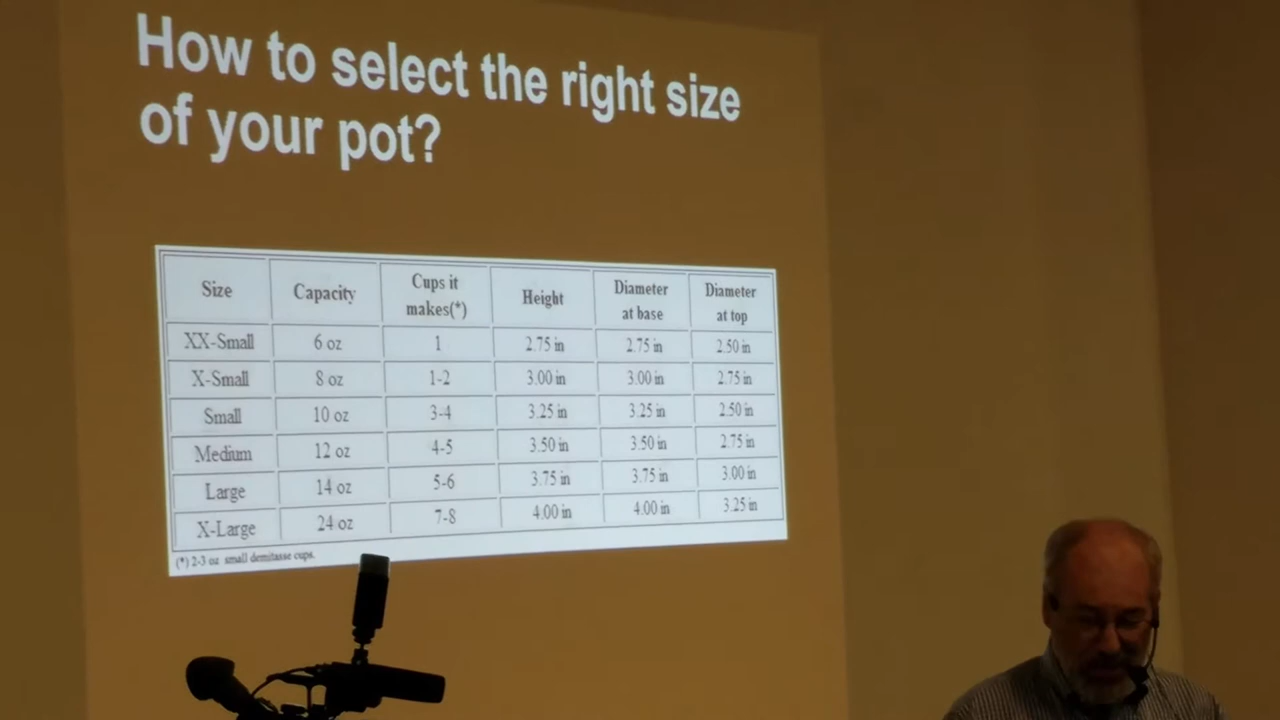 How to select the right size
of your pot?
Size Capacity Cups it makes(*) Height Diameter at base Diameter at top
XX-Small 6 oz 1 2.75 in 2.75 in 2.50 in
X-Small 8 oz 1-2 3.00 in 3.00 in 2.75 in
Small 10 oz 3-4 3.25 in 3.25 in 2.50 in
Medium 12 oz 4-5 3.50 in 3.50 in 2.75 in
Large 14 oz 5-6 3.75 in 3.75 in 3.00 in
X-Large 24 oz 7-8 4.00 in 4.00 in 3.25 in
(*) 2-3 oz small demitasse cups.